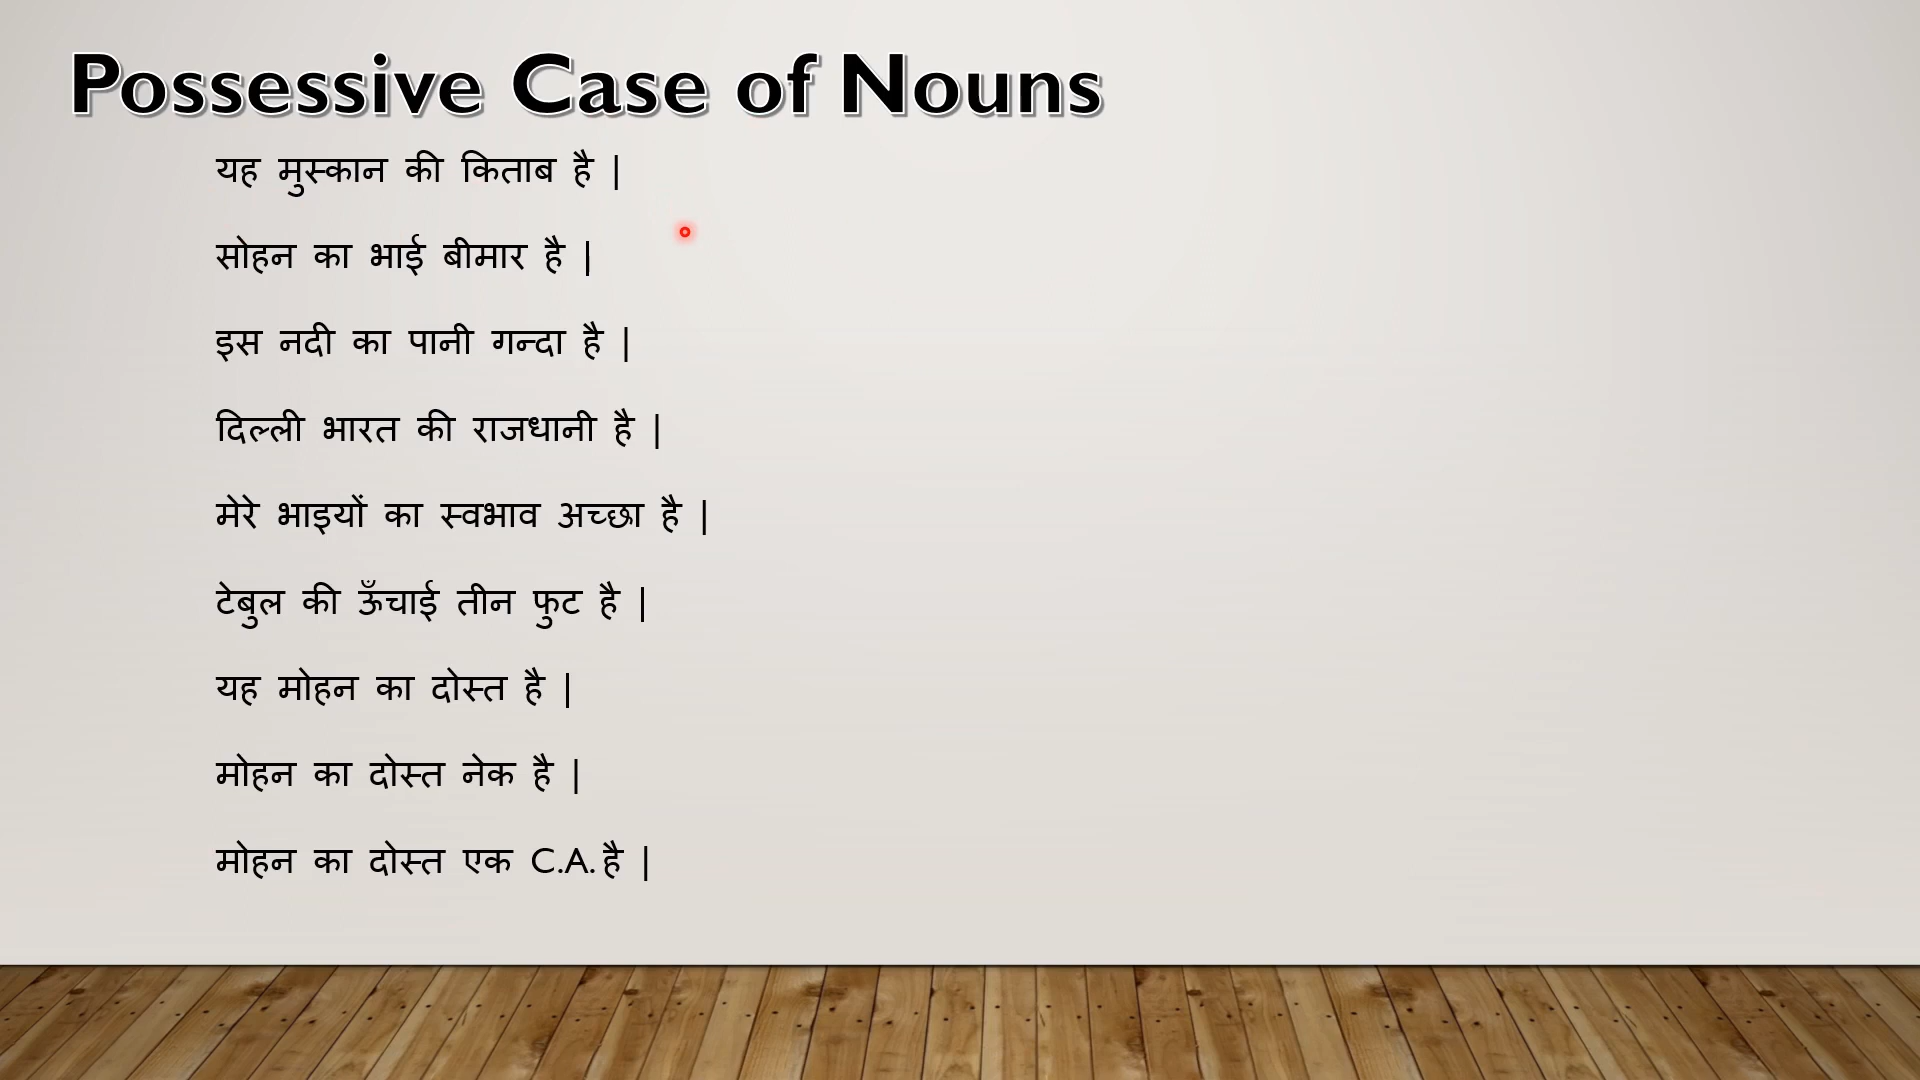 Possessive Case of Nouns
यह मुस्कान की किताब है |
सोहन का भाई बीमार है |
इस नदी का पानी गन्दा है |
दिल्ली भारत की राजधानी है |
मेरे भाइयों का स्वभाव अच्छा है |
टेबुल की ऊँचाई तीन फुट है |
यह मोहन का दोस्त है |
मोहन का दोस्त नेक है |
मोहन का दोस्त एक C.A. है |